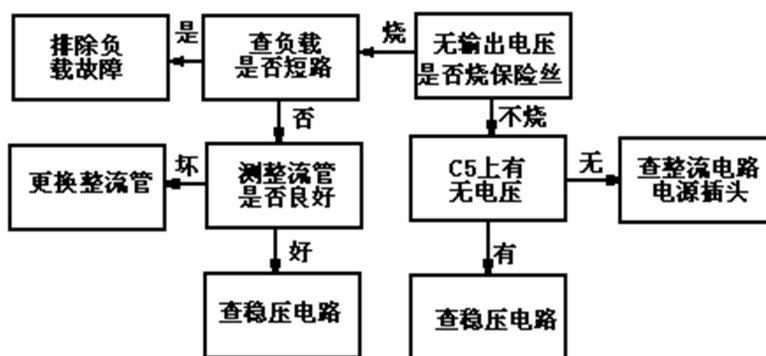 排除负
载故障
是
查负载
是否短路
烧
无输出电压
是否烧保险丝
否
不烧
更换整流管
坏
测整流管
是否良好
C5上有
无电压
无
查整流电路
电源插头
好
有
查稳压电路
查稳压电路